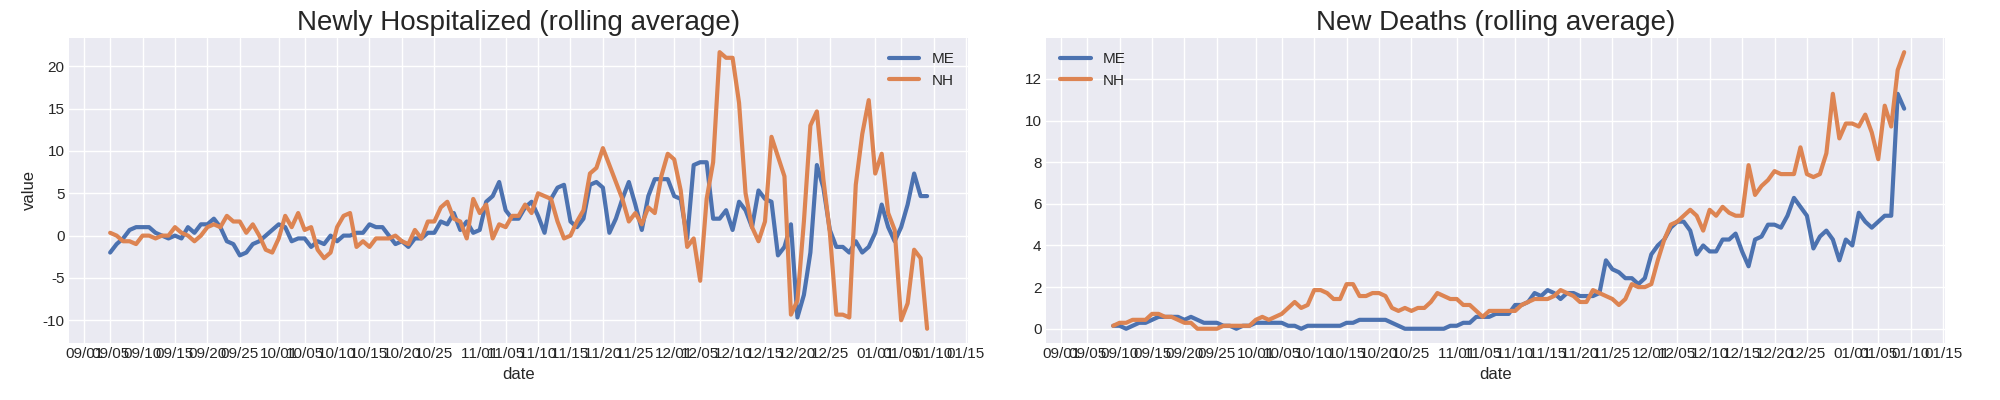 Newly Hospitalized (rolling average)
ME
NH
20
15
10
5
0
-5
-10
value
09/01 09/05 09/10 09/15 09/20 09/25 10/01 10/05 10/10 10/15 10/20 10/25 11/01 11/05 11/10 11/15 11/20 11/25 12/01 12/05 12/10 12/15 12/20 12/25 01/01 01/05 01/10 01/15
date
New Deaths (rolling average)
ME
NH
12
10
8
6
4
2
0
09/01 09/05 09/10 09/15 09/20 09/25 10/01 10/05 10/10 10/15 10/20 10/25 11/01 11/05 11/10 11/15 11/20 11/25 12/01 12/05 12/10 12/15 12/20 12/25 01/01 01/05 01/10 01/15
date